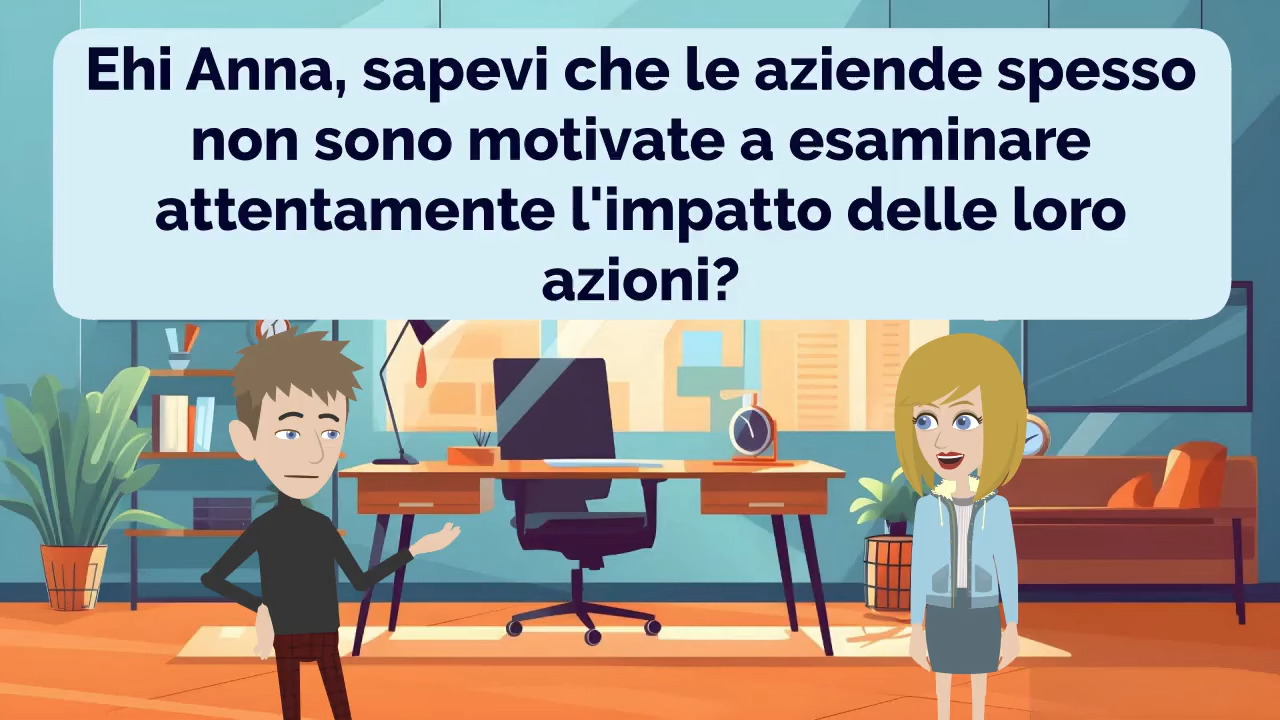 Ehi Anna, sapevi che le aziende spesso
non sono motivate a esaminare
attentamente l'impatto delle loro
azioni?